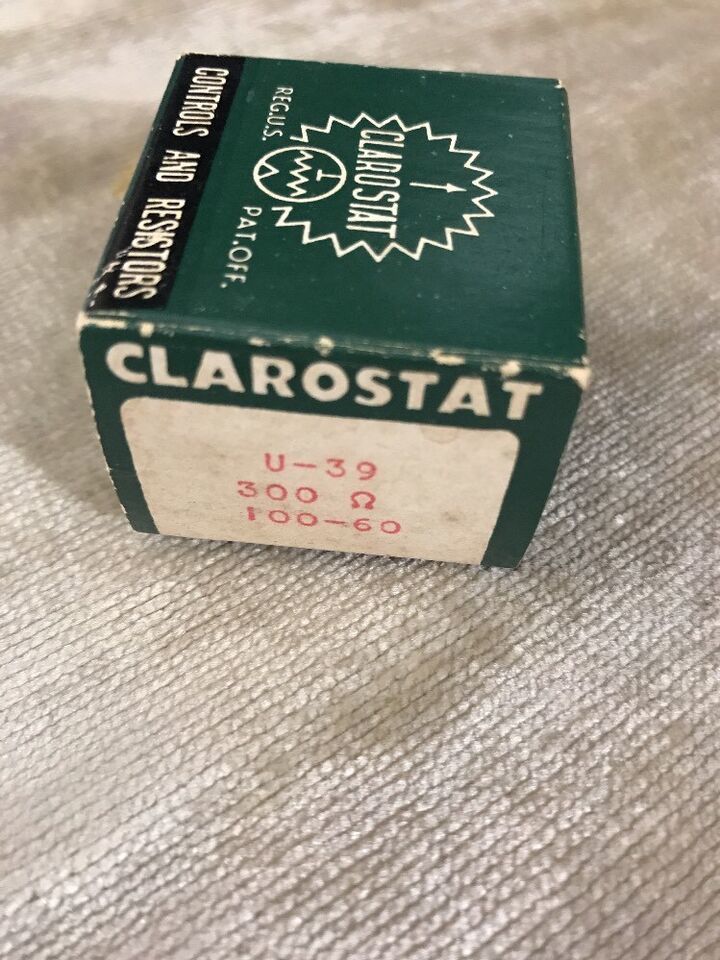 CONTROLS AND RESISTORS
REG.U.S.
CLAROSTAT
PAT.OFF.
CLAROSTAT
U-39
300 Ω
100-60